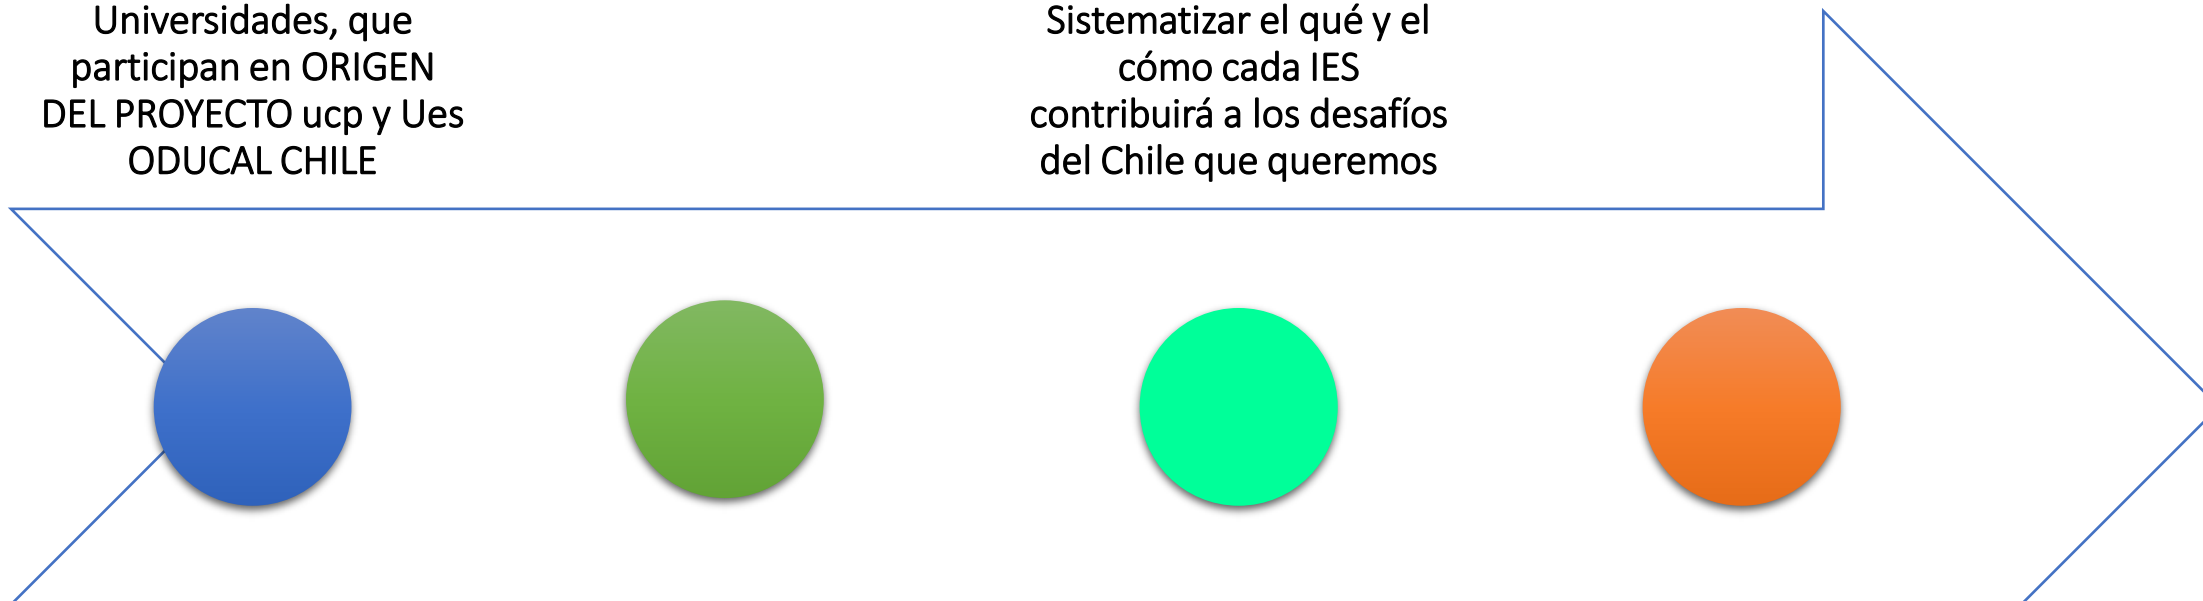 Universidades, que
participan en ORIGEN
DEL PROYECTO ucp y Ues
ODUCAL CHILE
Sistematizar el qué y el
cómo cada IES
contribuirá a los desafíos
del Chile que queremos